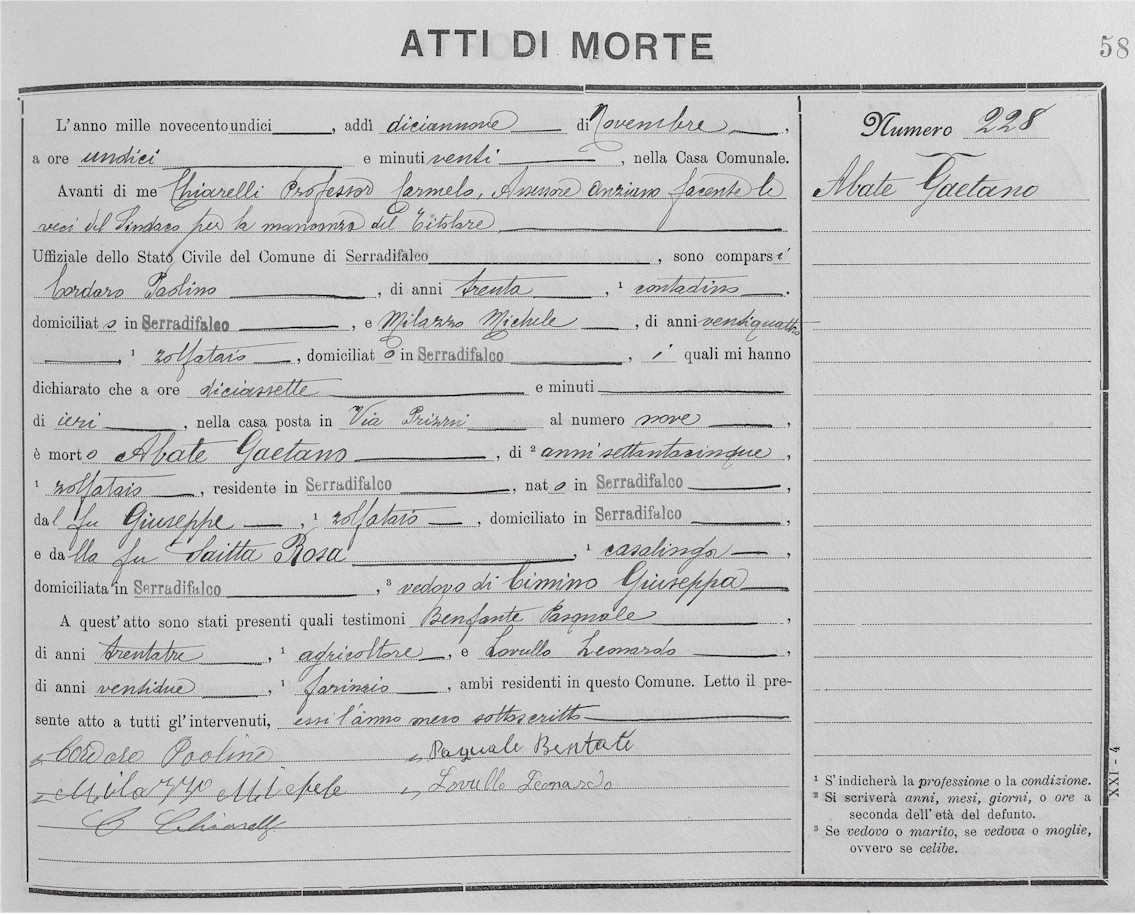 ATTI DI MORTE
58
L'anno mille novecento undici, addì diciannove di Novembre,
a ore undici e minuti venti, nella Casa Comunale.
Avanti di me Chiarelli Professor Carmelo, Assessore Anziano facente le
veci del Sindaco per la mancanza del Titolare
Uffiziale dello Stato Civile del Comune di Serradifalco, sono comparsi
Cordaro Paolino, di anni trenta, ¹ contadino.
domiciliato in Serradifalco, e Milazzo Michele, di anni ventiquattro
, ¹ zolfataio, domiciliato in Serradifalco, i quali mi hanno
dichiarato che a ore diciassette e minuti
di ieri, nella casa posta in Via Prizzi al numero nove,
è morto Abate Gaetano, di ² anni settantacinque,
¹ zolfataio, residente in Serradifalco, nato in Serradifalco,
dal fu Giuseppe, ¹ zolfataio, domiciliato in Serradifalco,
e dalla fu Saitta Rosa, ¹ casalinga,
domiciliata in Serradifalco, ³ vedovo di Cimino Giuseppa
A quest'atto sono stati presenti quali testimoni Benfante Pasquale,
di anni trentatre, ¹ agricoltore, e Lovullo Leonardo,
di anni ventidue, ¹, ambi residenti in questo Comune. Letto il pre-
sente atto a tutti gl'intervenuti, essi l'ànno meco sottoscritto
Paolino
Pasquale
Milazzo
Lovullo Leonardo
C Chiarelli
Numero 228
Abate Gaetano
¹ S'indicherà la professione o la condizione.
² Si scriverà anni, mesi, giorni, o ore a
seconda dell'età del defunto.
³ Se vedovo o marito, se vedova o moglie,
ovvero se celibe.
XXI - 4